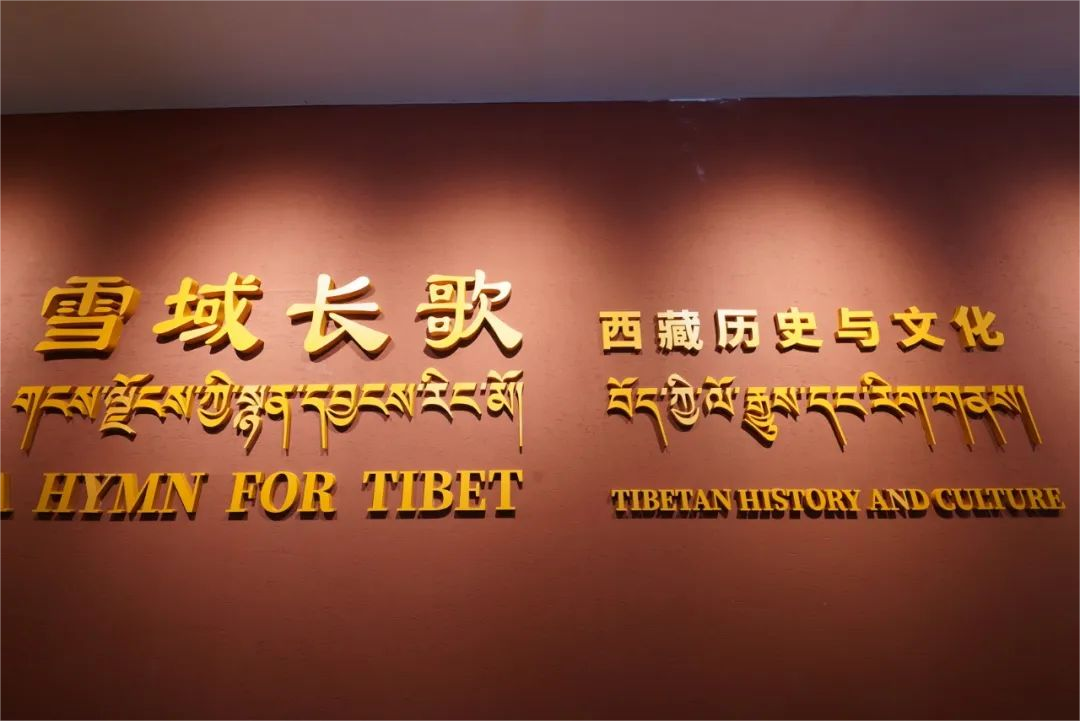 雪域长歌
གངས་ལྗོངས་ཀྱི་སྙན་དབྱངས་རིང་མོ།
A HYMN FOR TIBET
西藏历史与文化
བོད་ཀྱི་ལོ་རྒྱུས་དང་རིག་གནས།
TIBETAN HISTORY AND CULTURE